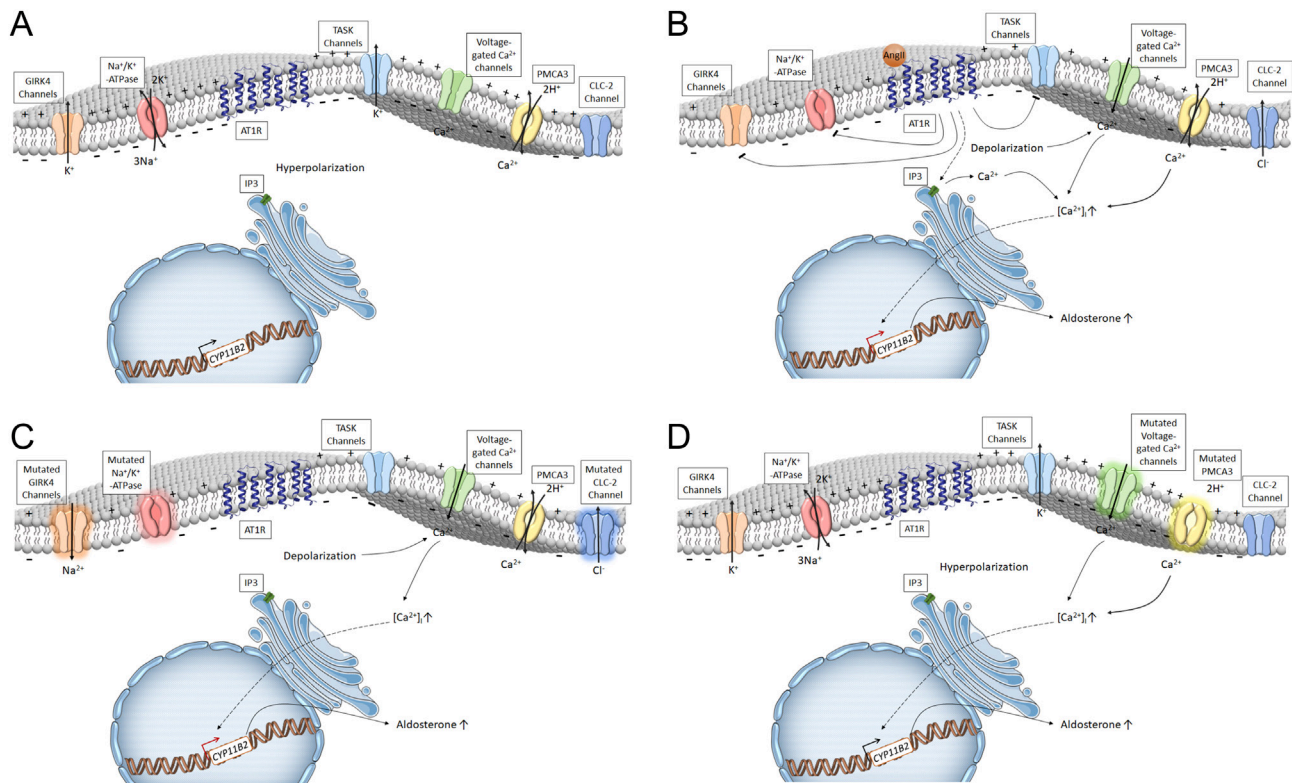 A
TASK
Channels
Voltage-
gated Ca²⁺
channels
Na⁺/K⁺
-ATPase
2K⁺
GIRK4
Channels
PMCA3
2H⁺
CLC-2
Channel
AT1R
K⁺
Ca²⁺
K⁺
3Na⁺
Hyperpolarization
Ca²⁺
IP3
CYP11B2
B
TASK
Channels
Voltage-
gated Ca²⁺
channels
AngII
Na⁺/K⁺
-ATPase
GIRK4
Channels
PMCA3
2H⁺
CLC-2
Channel
AT1R
Ca²⁺
Depolarization
Ca²⁺
Cl⁻
IP3
Ca²⁺
[Ca²⁺]i↑
Aldosterone ↑
CYP11B2
C
TASK
Channels
Voltage-
gated Ca²⁺
channels
Mutated
Na⁺/K⁺
-ATPase
Mutated
GIRK4
Channels
PMCA3
2H⁺
Mutated
CLC-2
Channel
AT1R
Ca²⁺
Depolarization
Na²⁺
Ca²⁺
Cl⁻
IP3
[Ca²⁺]i↑
Aldosterone ↑
CYP11B2
D
TASK
Channels
Mutated
Voltage-
gated Ca²⁺
channels
Mutated
PMCA3
2H⁺
Na⁺/K⁺
-ATPase
2K⁺
GIRK4
Channels
CLC-2
Channel
AT1R
K⁺
Ca²⁺
K⁺
3Na⁺
Hyperpolarization
Ca²⁺
IP3
[Ca²⁺]i↑
Aldosterone ↑
CYP11B2